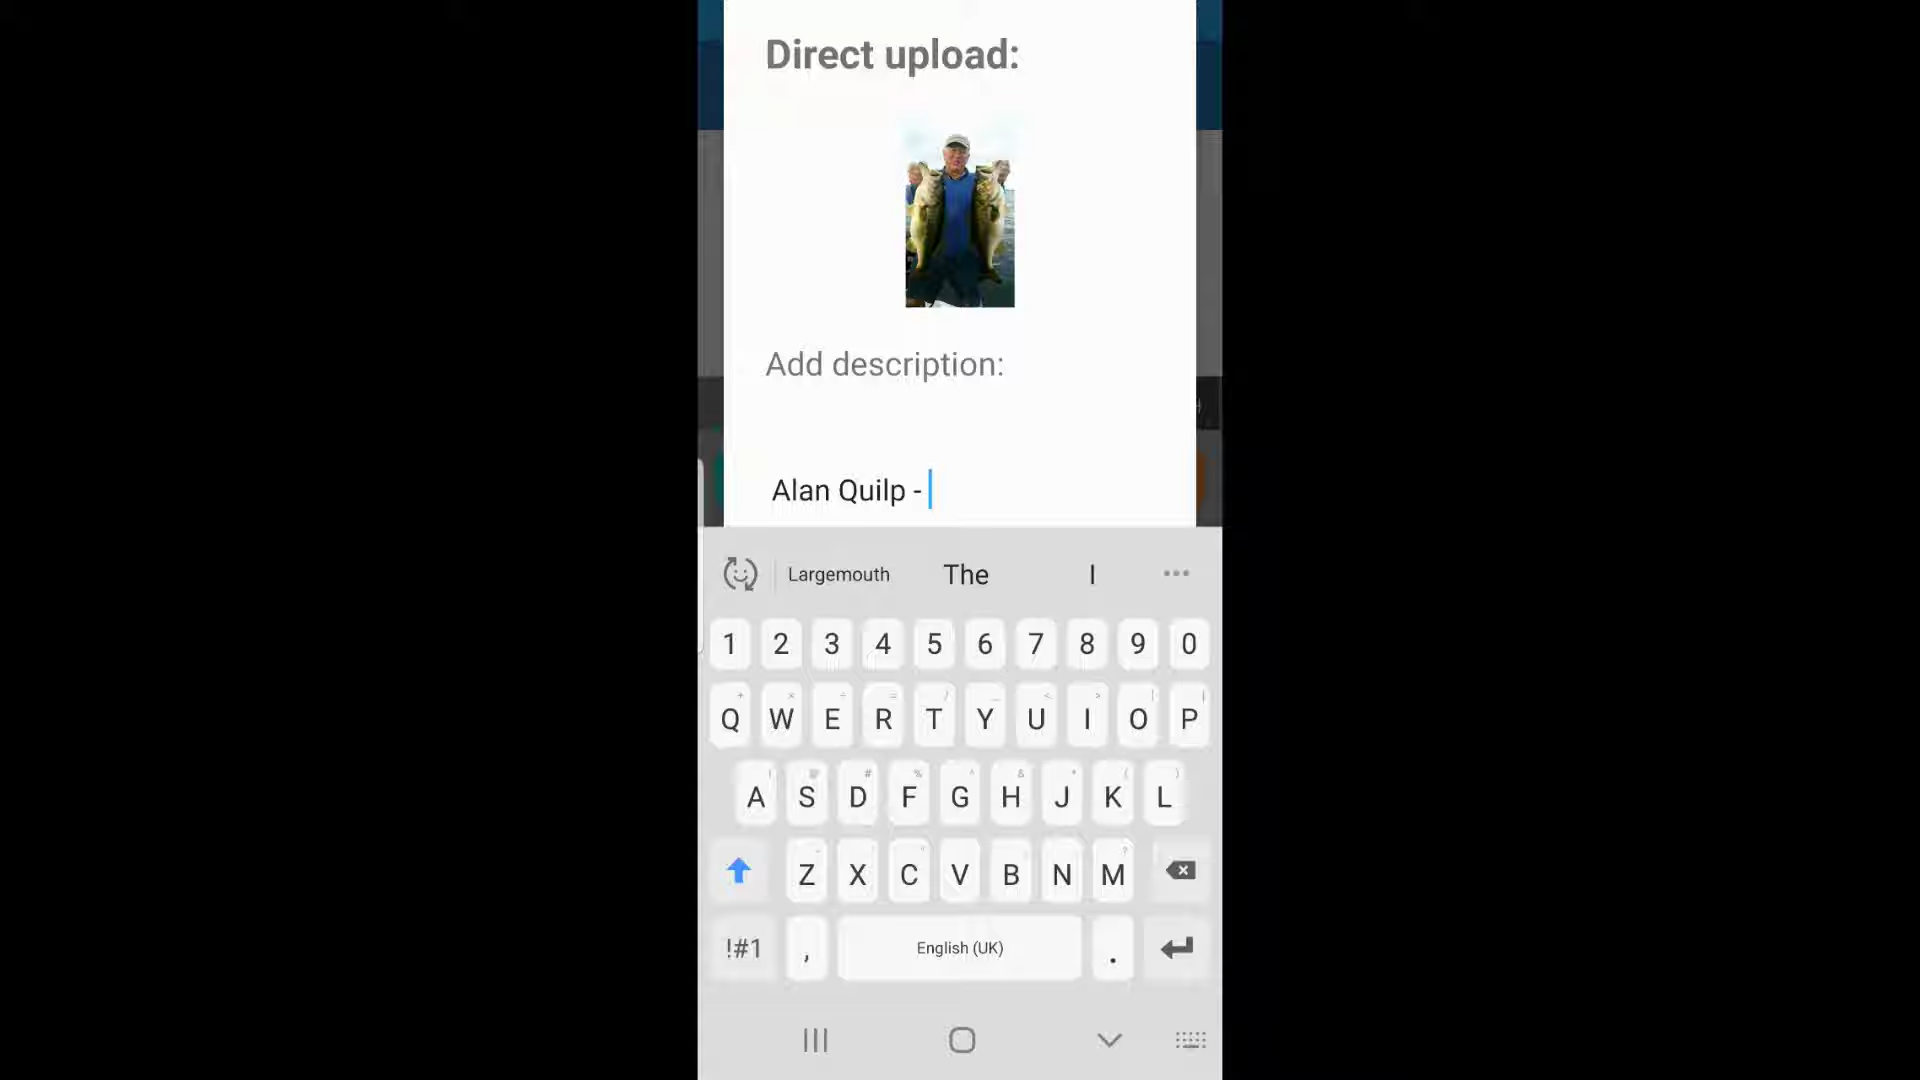 Direct upload:
Add description:
Alan Quilp -
Largemouth The I
1 2 3 4 5 6 7 8 9 0
Q W E R T Y U I O P
A S D F G H J K L
Z X C V B N M
!#1 , English (UK) .